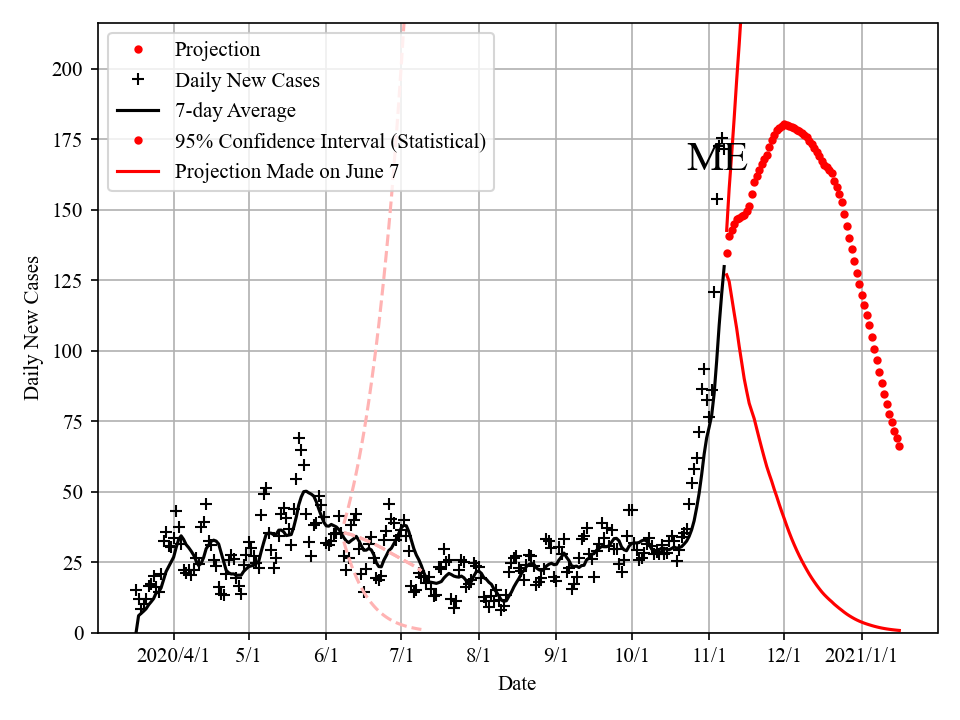 Projection
Daily New Cases
7-day Average
95% Confidence Interval (Statistical)
Projection Made on June 7
ME
200
175
150
125
100
75
50
25
0
Daily New Cases
2020/4/1 5/1 6/1 7/1 8/1 9/1 10/1 11/1 12/1 2021/1/1
Date